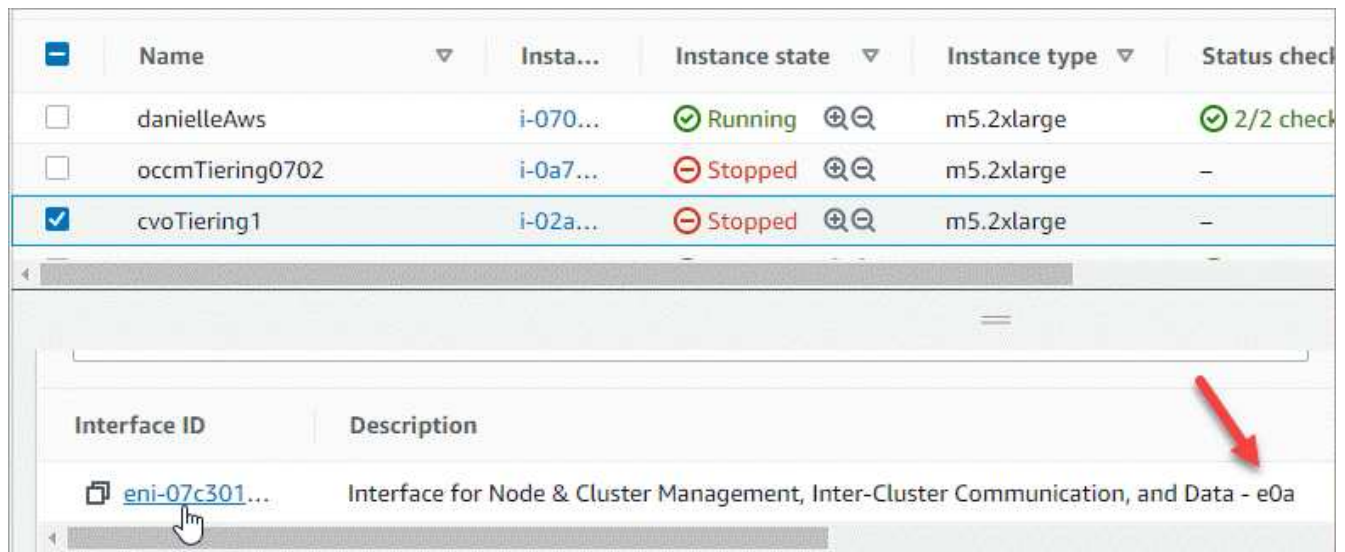 Name Insta... Instance state Instance type Status check
danielleAws i-070... Running m5.2xlarge 2/2 check
occmTiering0702 i-0a7... Stopped m5.2xlarge –
cvoTiering1 i-02a... Stopped m5.2xlarge –
Interface ID Description
eni-07c301... Interface for Node & Cluster Management, Inter-Cluster Communication, and Data - e0a